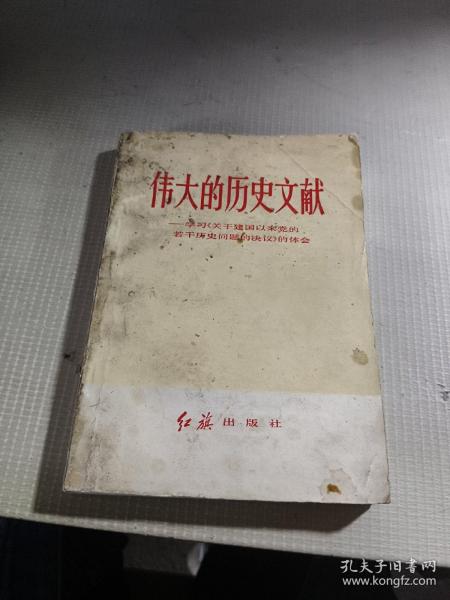 伟大的历史文献
——学习《关于建国以来党的
若干历史问题的决议》的体会
红旗出版社
孔夫子旧书网
www.kongfz.com